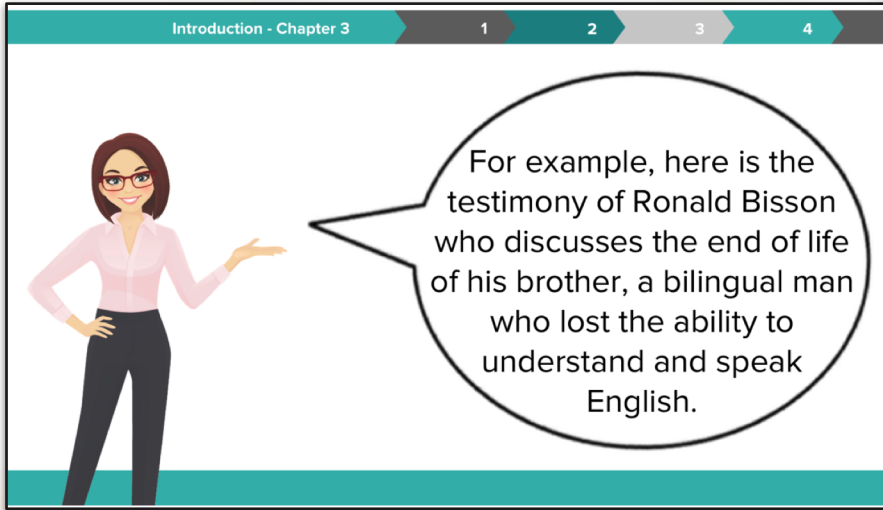 Introduction - Chapter 3 1 2 3 4
For example, here is the
testimony of Ronald Bisson
who discusses the end of life
of his brother, a bilingual man
who lost the ability to
understand and speak
English.